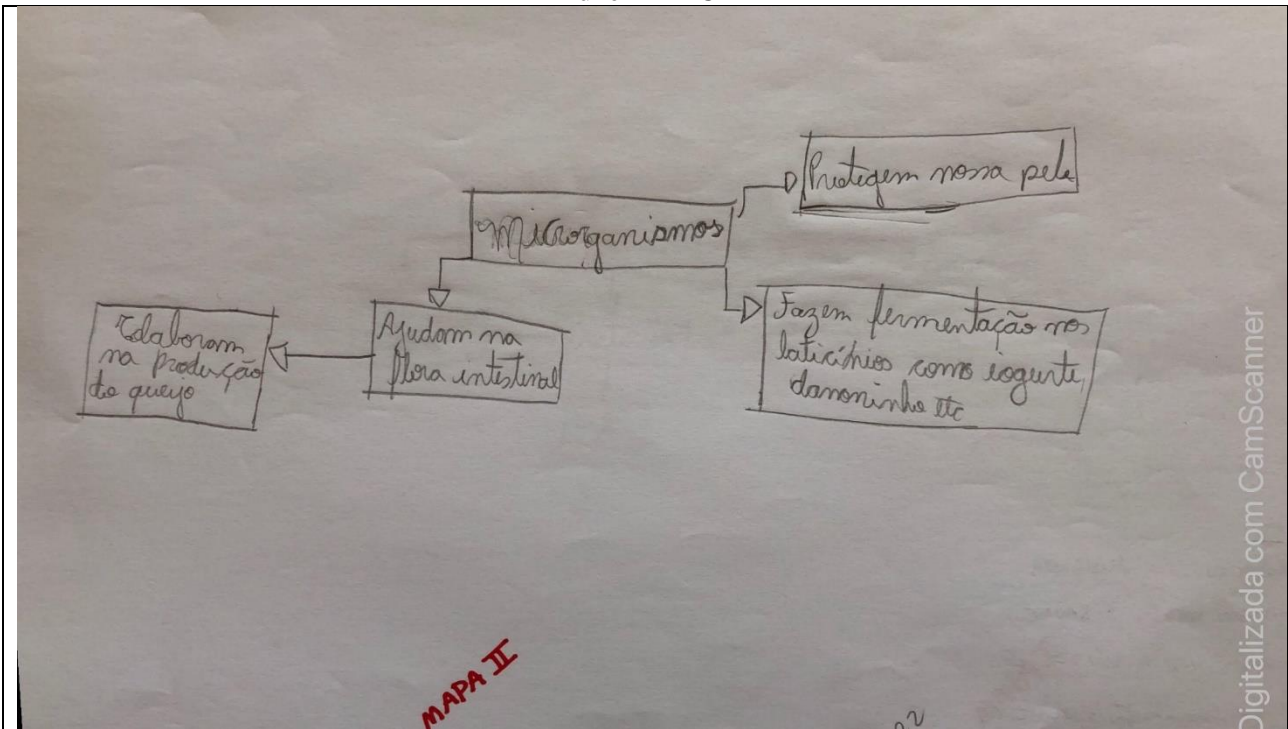 Protegem nossa pele
Microrganismos
Fazem fermentação nos
laticínios como iogurte,
danoninho etc
Ajudam na
flora intestinal
Colaboram
na produção
do queijo
MAPA II
Digitalizada com CamScanner